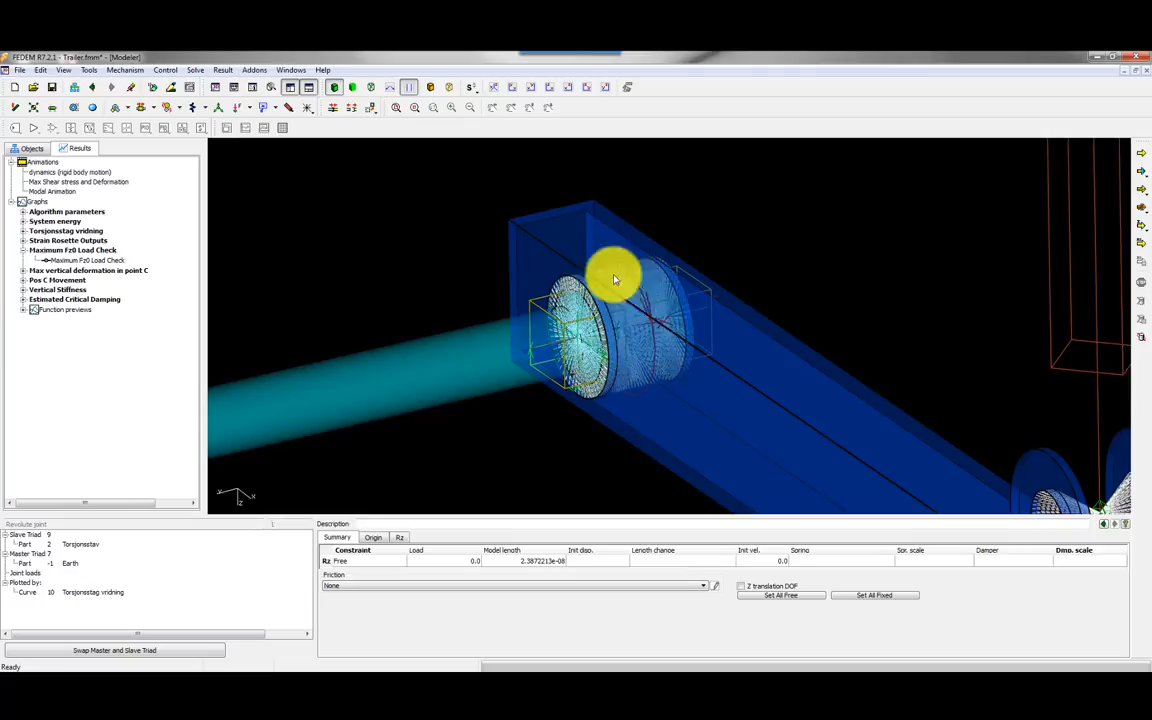 FEDEM R7.2.1 - Trailer.fmm* - [Modeler]
File Edit View Tools Mechanism Control Solve Result Addons Windows Help
Objects Results
Animations
dynamics (rigid body motion)
Max Shear stress and Deformation
Modal Animation
Graphs
Algorithm parameters
System energy
Torsjonsstag vridning
Strain Rosette Outputs
Maximum Fz0 Load Check
Maximum Fz0 Load Check
Max vertical deformation in point C
Pos C Movement
Vertical Stiffness
Estimated Critical Damping
Function previews
Revolute joint 1
Slave Triad 9
Part 2 Torsjonsstav
Master Triad 7
Part -1 Earth
Joint loads
Plotted by:
Curve 10 Torsjonsstag vridning
Swap Master and Slave Triad
Description
Summary Origin Rz
Constraint Load Model length Init disp. Length change Init vel. Spring Spr. scale Damper Dmp. scale
Rz Free 0.0 2.3872213e-08 0.0
Friction
None
Z translation DOF
Set All Free Set All Fixed
Ready